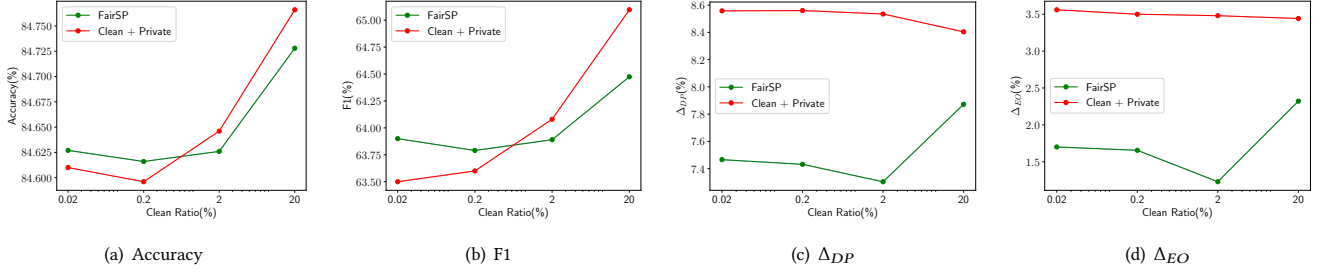 84.750
84.725
84.700
84.675
84.650
84.625
84.600
Accuracy(%)
FairSP
Clean + Private
0.02 0.2 2 20
Clean Ratio(%)
(a) Accuracy
65.00
64.75
64.50
64.25
64.00
63.75
63.50
F1(%)
FairSP
Clean + Private
0.02 0.2 2 20
Clean Ratio(%)
(b) F1
8.6
8.4
8.2
8.0
7.8
7.6
7.4
Δ_DP(%)
FairSP
Clean + Private
0.02 0.2 2 20
Clean Ratio(%)
(c) Δ_DP
3.5
3.0
2.5
2.0
1.5
Δ_EO(%)
FairSP
Clean + Private
0.02 0.2 2 20
Clean Ratio(%)
(d) Δ_EO